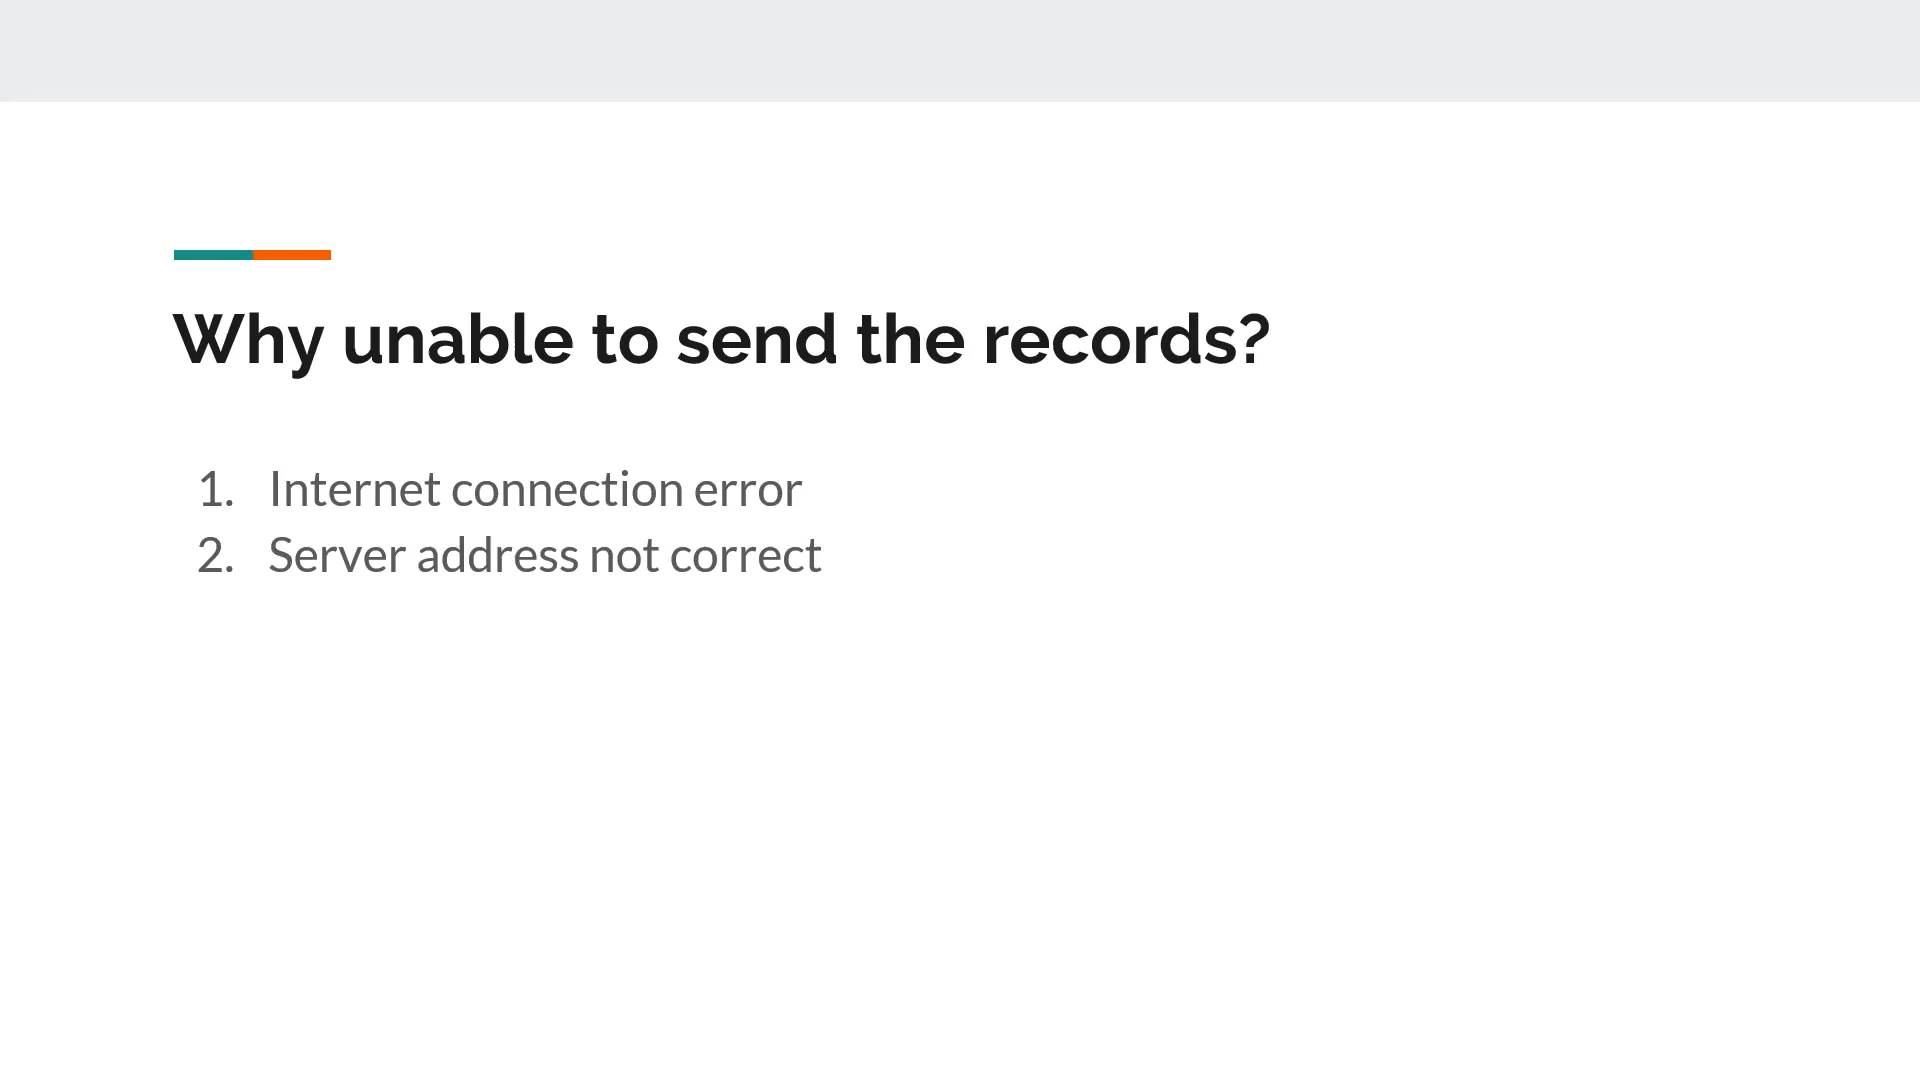 Why unable to send the records?
1. Internet connection error
2. Server address not correct